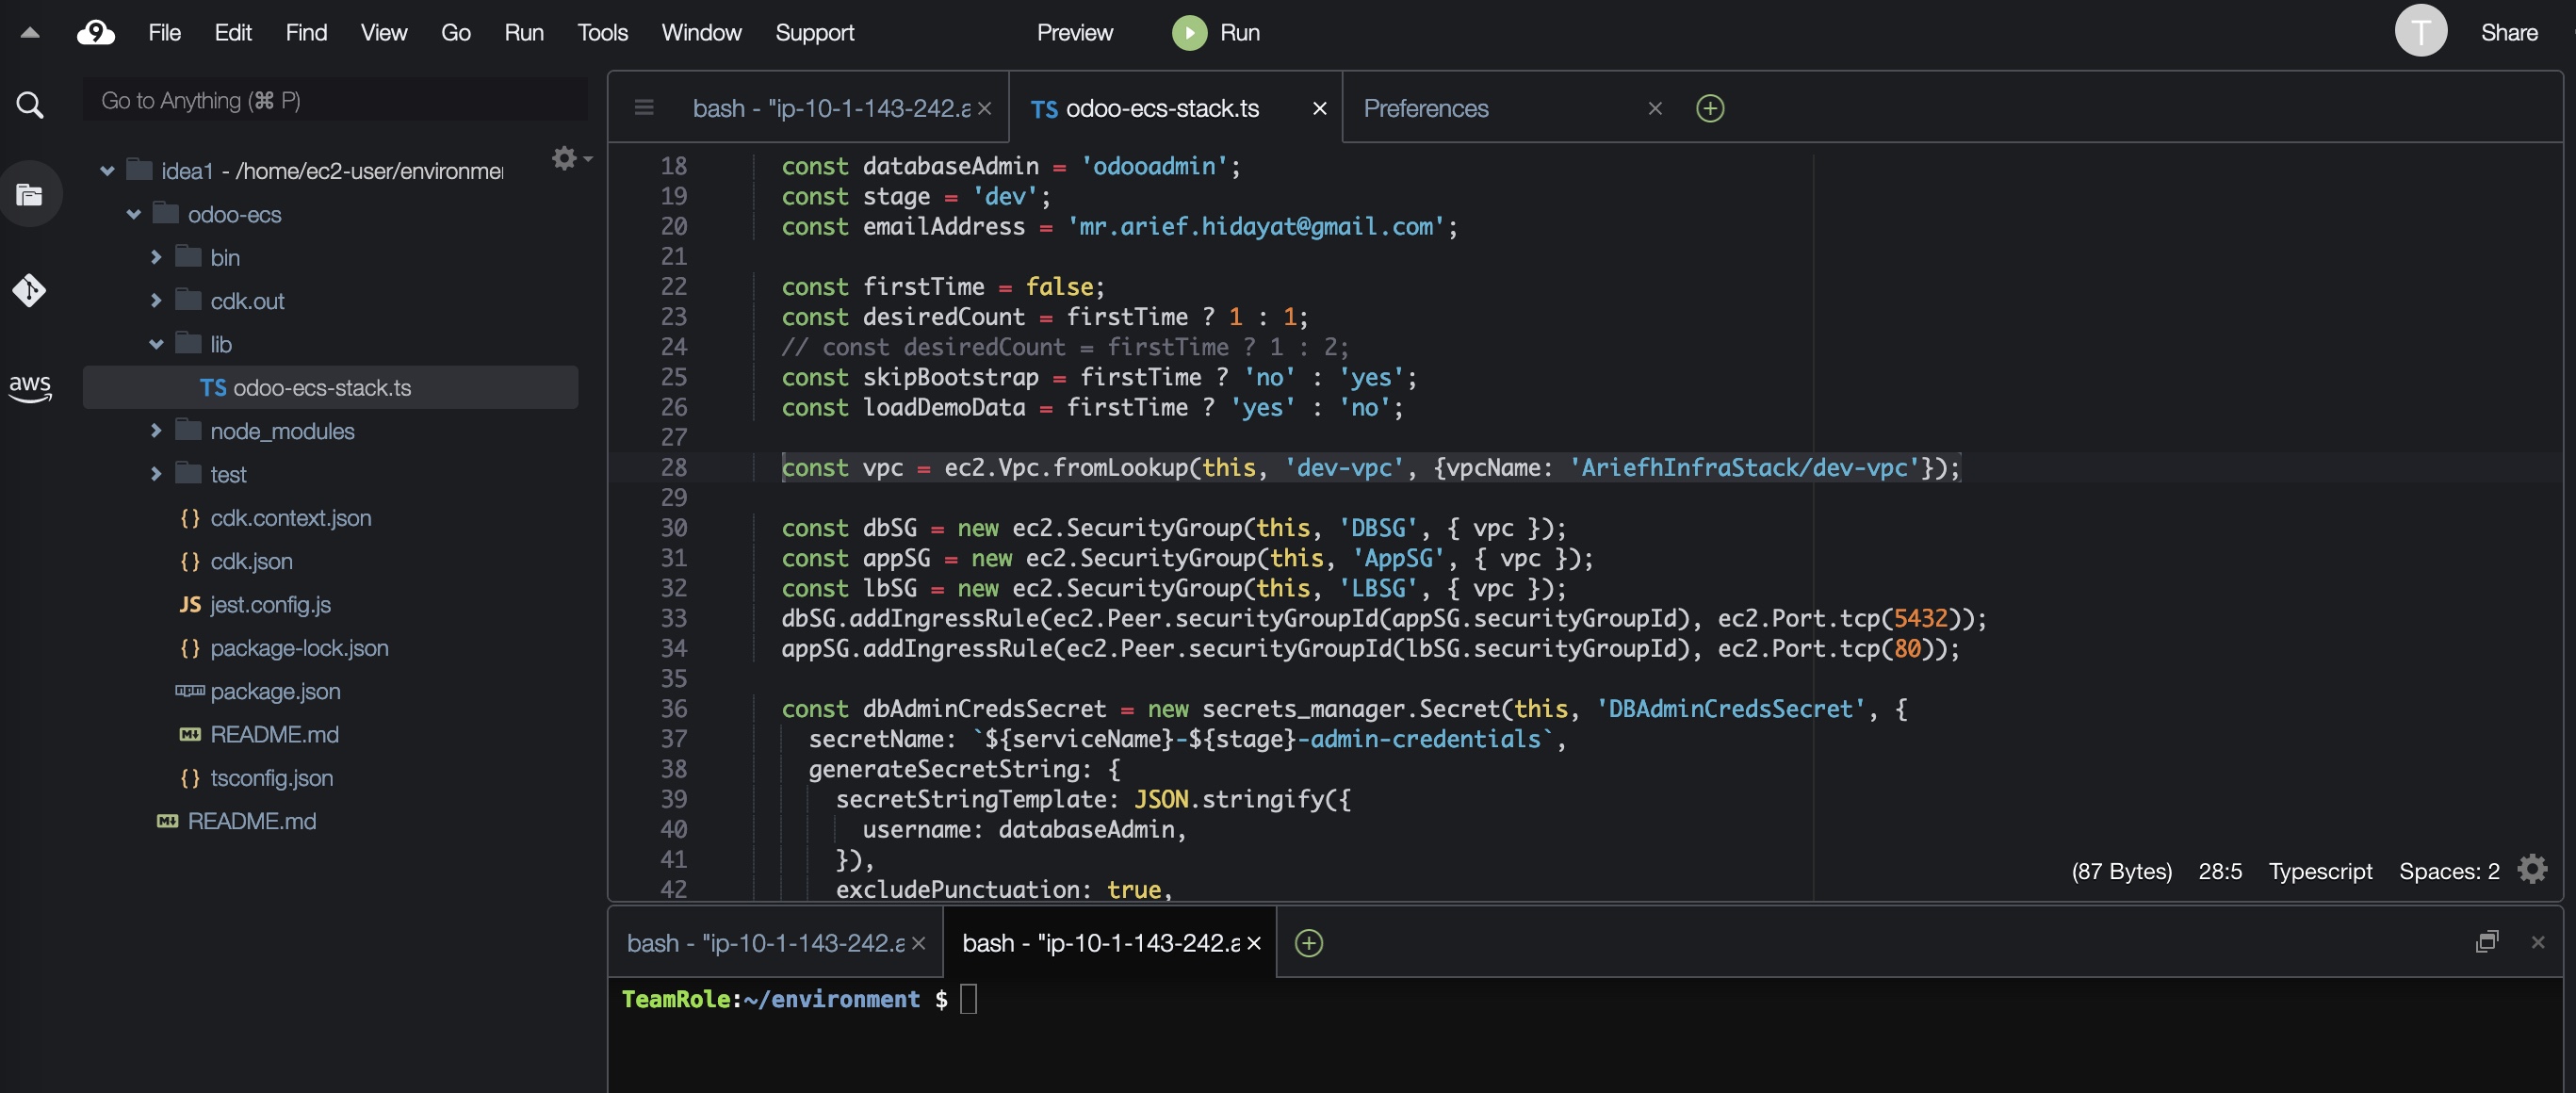 9 File Edit Find View Go Run Tools Window Support Preview Run T Share
Go to Anything (⌘ P)
bash - "ip-10-1-143-242.a × TS odoo-ecs-stack.ts × Preferences ×
idea1 - /home/ec2-user/environmen
odoo-ecs
bin
cdk.out
lib
TS odoo-ecs-stack.ts
node_modules
test
{} cdk.context.json
{} cdk.json
JS jest.config.js
{} package-lock.json
npm package.json
M↓ README.md
{} tsconfig.json
M↓ README.md
aws
18 const databaseAdmin = 'odooadmin';
19 const stage = 'dev';
20 const emailAddress = 'mr.arief.hidayat@gmail.com';
21
22 const firstTime = false;
23 const desiredCount = firstTime ? 1 : 1;
24 // const desiredCount = firstTime ? 1 : 2;
25 const skipBootstrap = firstTime ? 'no' : 'yes';
26 const loadDemoData = firstTime ? 'yes' : 'no';
27
28 const vpc = ec2.Vpc.fromLookup(this, 'dev-vpc', {vpcName: 'AriefhInfraStack/dev-vpc'});
29
30 const dbSG = new ec2.SecurityGroup(this, 'DBSG', { vpc });
31 const appSG = new ec2.SecurityGroup(this, 'AppSG', { vpc });
32 const lbSG = new ec2.SecurityGroup(this, 'LBSG', { vpc });
33 dbSG.addIngressRule(ec2.Peer.securityGroupId(appSG.securityGroupId), ec2.Port.tcp(5432));
34 appSG.addIngressRule(ec2.Peer.securityGroupId(lbSG.securityGroupId), ec2.Port.tcp(80));
35
36 const dbAdminCredsSecret = new secrets_manager.Secret(this, 'DBAdminCredsSecret', {
37 secretName: `${serviceName}-${stage}-admin-credentials`,
38 generateSecretString: {
39 secretStringTemplate: JSON.stringify({
40 username: databaseAdmin,
41 }),
42 excludePunctuation: true,
(87 Bytes) 28:5 Typescript Spaces: 2
bash - "ip-10-1-143-242.a × bash - "ip-10-1-143-242.a ×
TeamRole:~/environment $